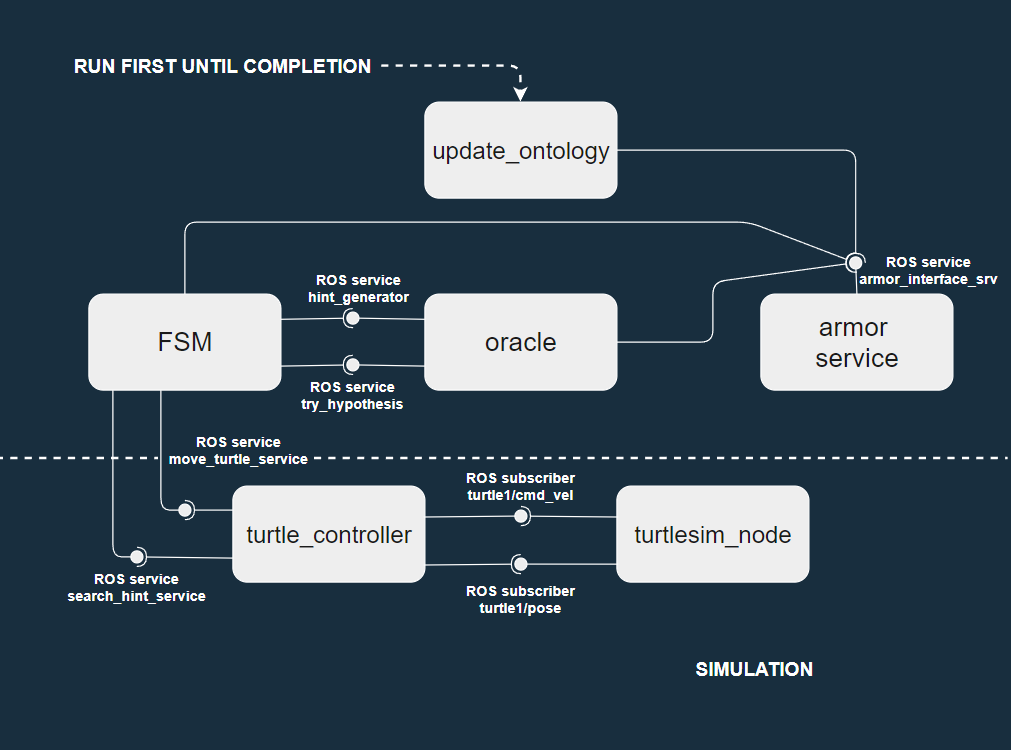 RUN FIRST UNTIL COMPLETION
update_ontology
ROS service
armor_interface_srv
ROS service
hint_generator
FSM
oracle
armor
service
ROS service
try_hypothesis
ROS service
move_turtle_service
ROS subscriber
turtle1/cmd_vel
turtle_controller
turtlesim_node
ROS service
search_hint_service
ROS subscriber
turtle1/pose
SIMULATION